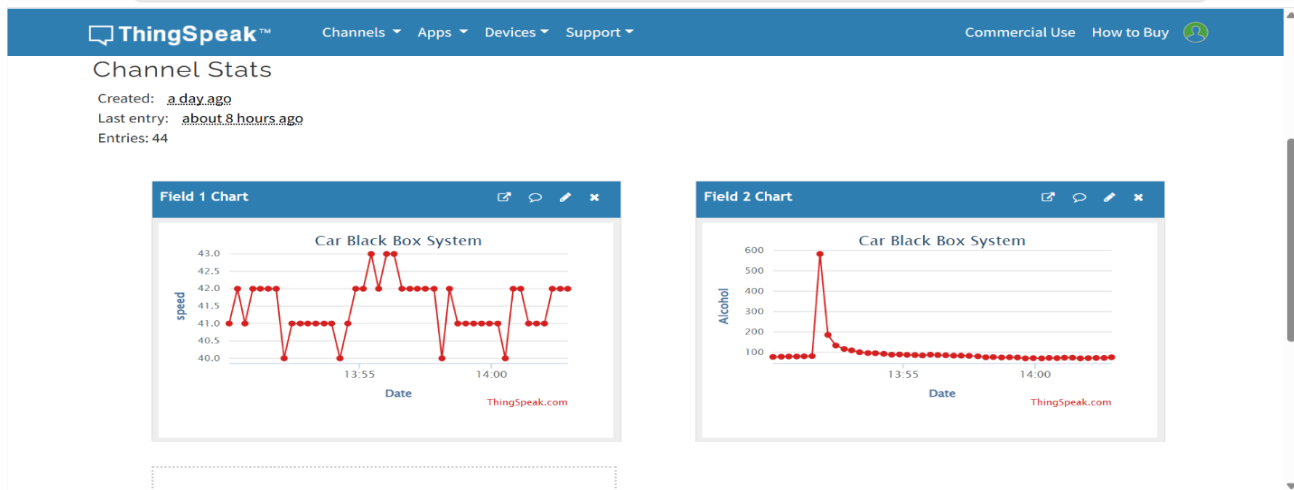 ThingSpeak™ Channels Apps Devices Support Commercial Use How to Buy
Channel Stats
Created: a day ago
Last entry: about 8 hours ago
Entries: 44
Field 1 Chart
Car Black Box System
43.0
42.5
42.0
41.5
41.0
40.5
40.0
speed
13:55 14:00
Date
ThingSpeak.com
Field 2 Chart
Car Black Box System
600
500
400
300
200
100
Alcohol
13:55 14:00
Date
ThingSpeak.com